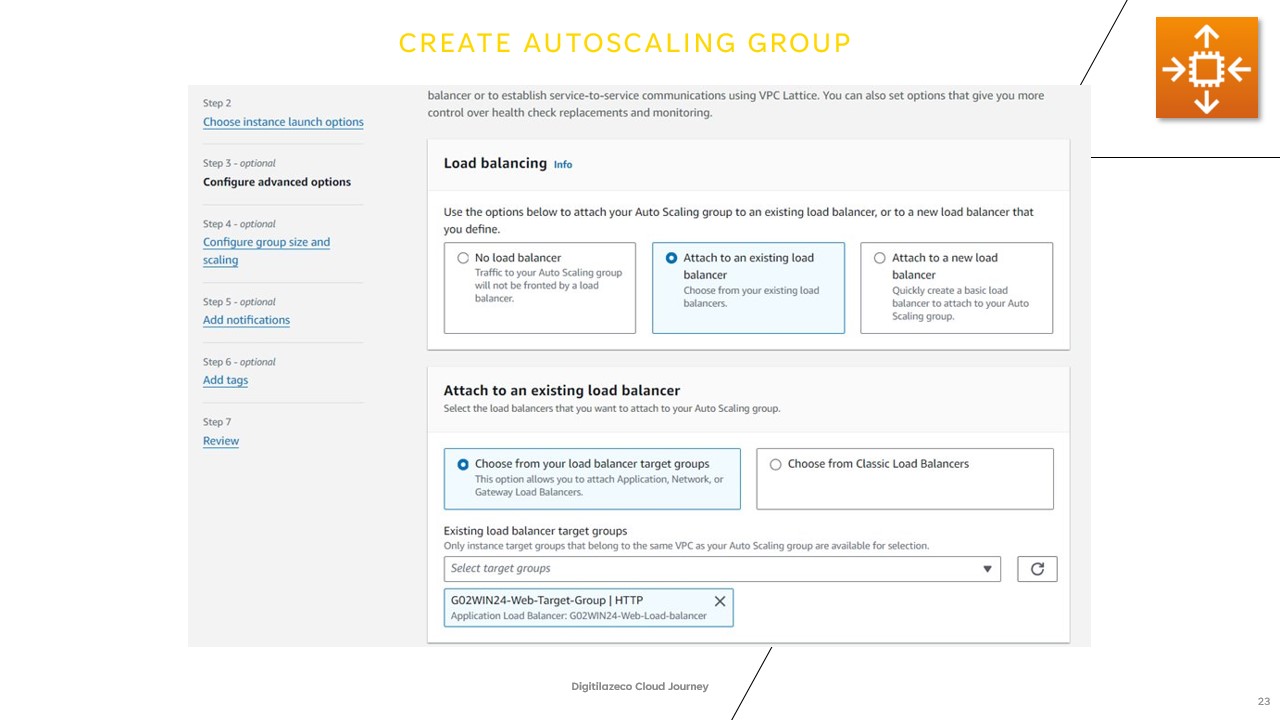 CREATE AUTOSCALING GROUP
Step 2
Choose instance launch options
Step 3 - optional
Configure advanced options
Step 4 - optional
Configure group size and
scaling
Step 5 - optional
Add notifications
Step 6 - optional
Add tags
Step 7
Review
balancer or to establish service-to-service communications using VPC Lattice. You can also set options that give you more
control over health check replacements and monitoring.
Load balancing Info
Use the options below to attach your Auto Scaling group to an existing load balancer, or to a new load balancer that
you define.
No load balancer
Traffic to your Auto Scaling group
will not be fronted by a load
balancer.
Attach to an existing load
balancer
Choose from your existing load
balancers.
Attach to a new load
balancer
Quickly create a basic load
balancer to attach to your Auto
Scaling group.
Attach to an existing load balancer
Select the load balancers that you want to attach to your Auto Scaling group.
Choose from your load balancer target groups
This option allows you to attach Application, Network, or
Gateway Load Balancers.
Choose from Classic Load Balancers
Existing load balancer target groups
Only instance target groups that belong to the same VPC as your Auto Scaling group are available for selection.
Select target groups
G02WIN24-Web-Target-Group | HTTP
Application Load Balancer: G02WIN24-Web-Load-balancer
Digitilazeco Cloud Journey
23